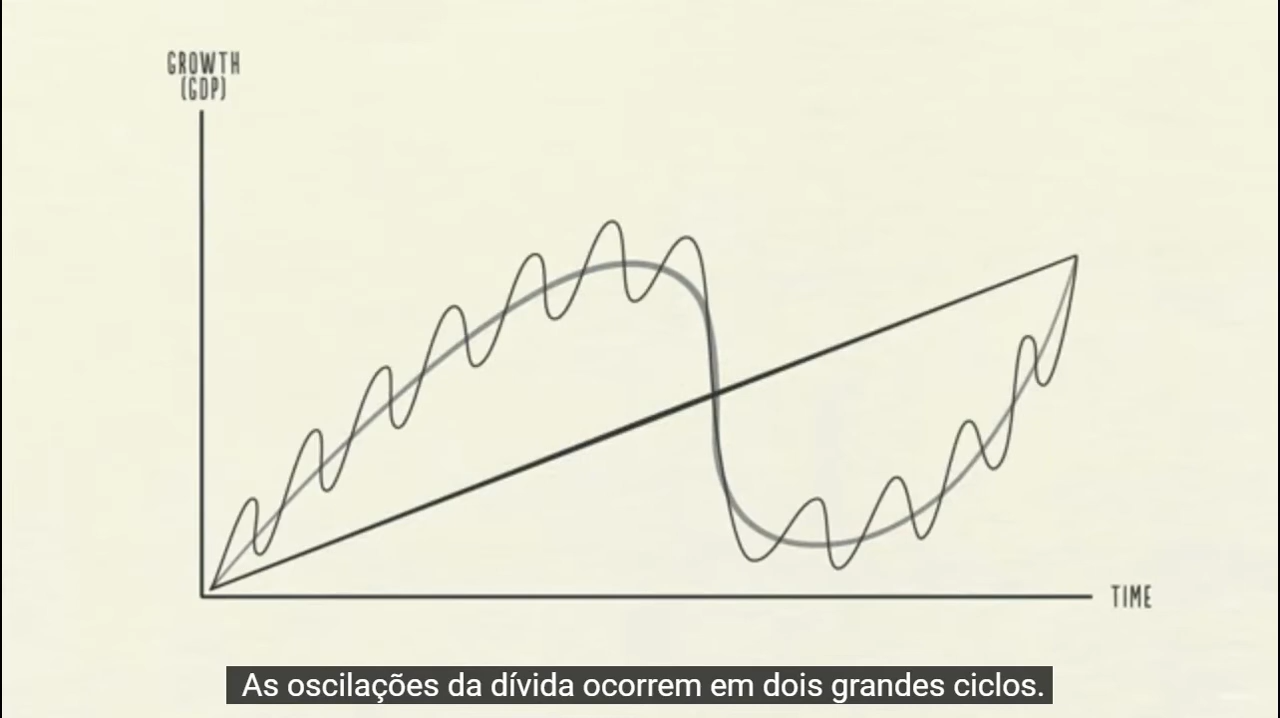 GROWTH
(GDP)
TIME
As oscilações da dívida ocorrem em dois grandes ciclos.